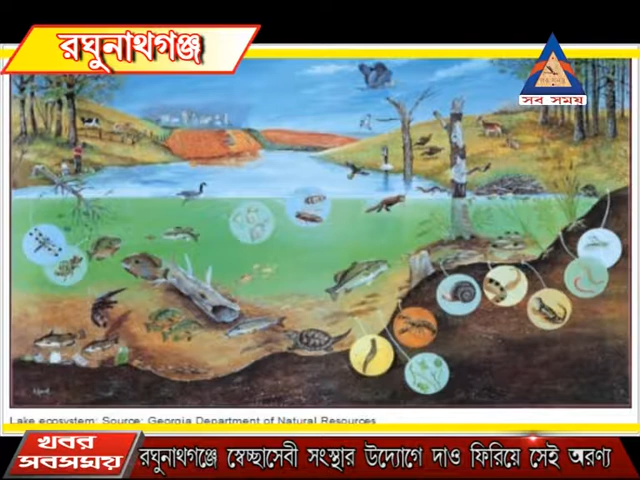 রঘুনাথগঞ্জ
সব সময়
Lake ecosystem: Source: Georgia Department of Natural Resources
খবর
সবসময়
রঘুনাথগঞ্জে স্বেচ্ছাসেবী সংস্থার উদ্যোগে দাও ফিরিয়ে সেই অরণ্য